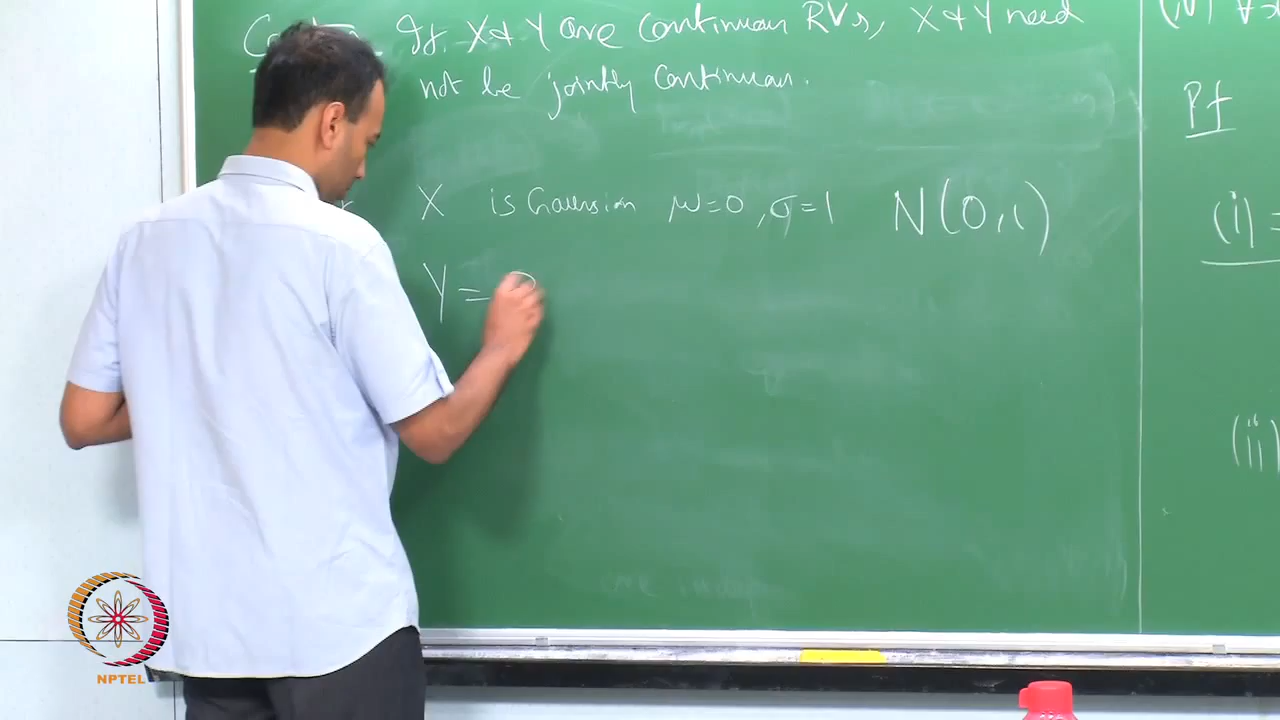 If X & Y are continuous RVs, X & Y need
not be jointly continuous.
X is Gaussian μ=0, σ=1 N(0,1)
Y =
Pf
(i) =
(ii)
NPTEL